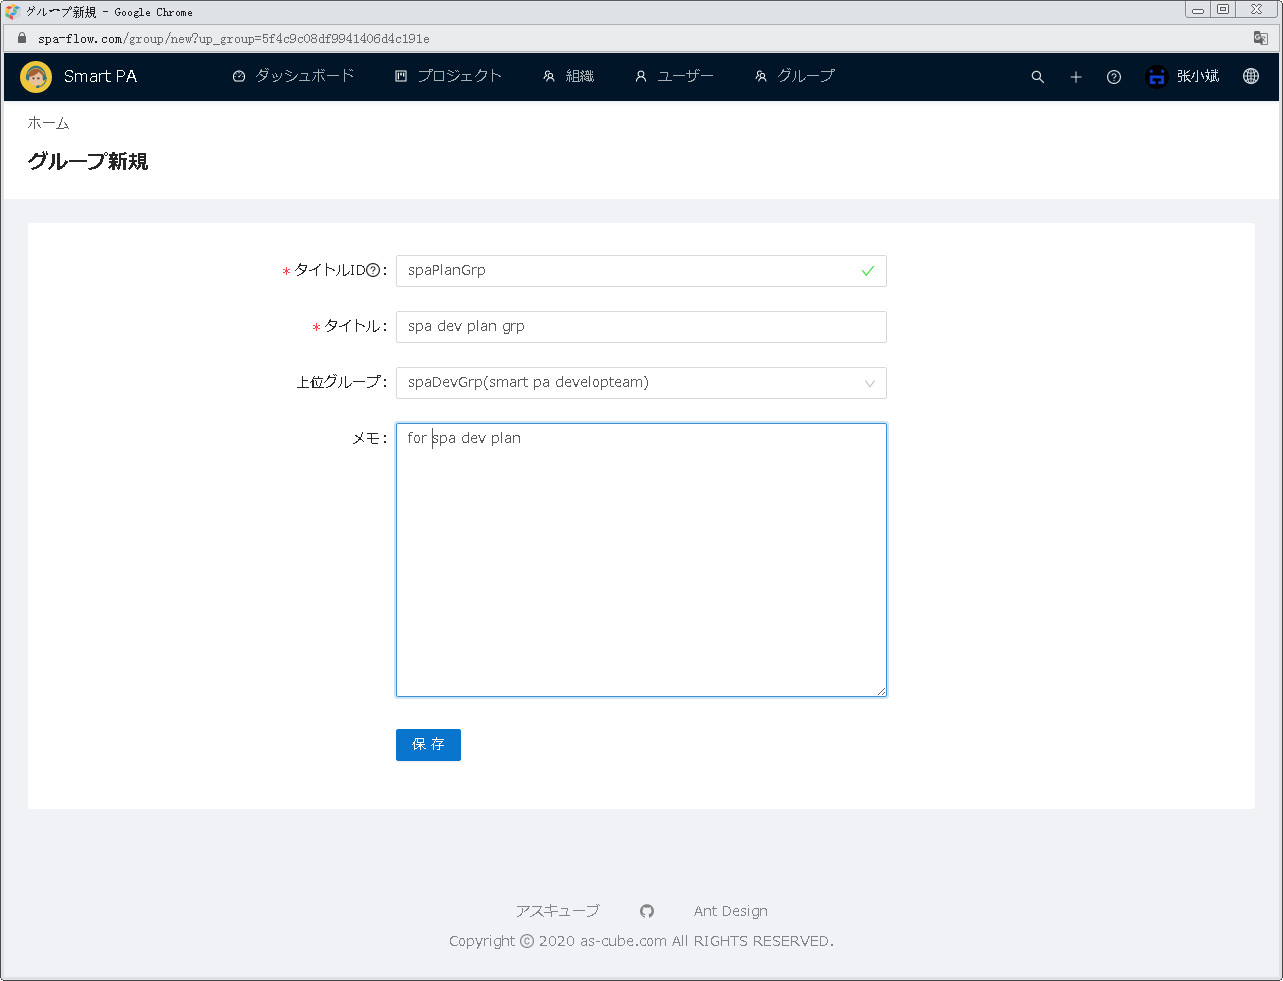 グループ新規 - Google Chrome
spa-flow.com/group/new?up_group=5f4c9c08df9941406d4c191e
Smart PA ダッシュボード プロジェクト 組織 ユーザー グループ 张小斌
ホーム
グループ新規
* タイトルID : spaPlanGrp
* タイトル : spa dev plan grp
上位グループ : spaDevGrp(smart pa developteam)
メモ : for spa dev plan
保 存
アスキューブ Ant Design
Copyright © 2020 as-cube.com All RIGHTS RESERVED.